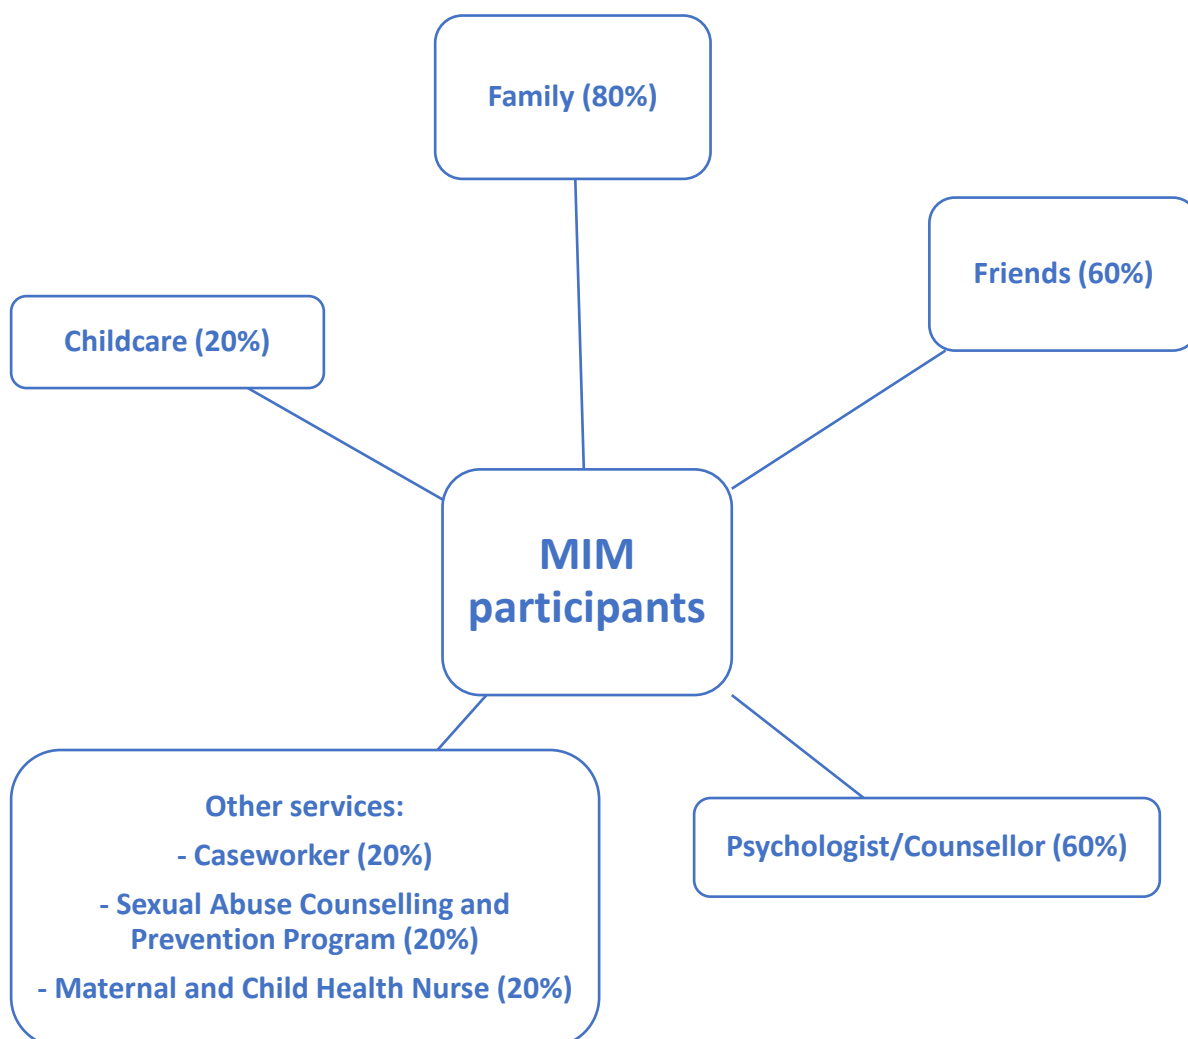 Family (80%)
Friends (60%)
Childcare (20%)
MIM
participants
Other services:
- Caseworker (20%)
- Sexual Abuse Counselling and
Prevention Program (20%)
- Maternal and Child Health Nurse (20%)
Psychologist/Counsellor (60%)